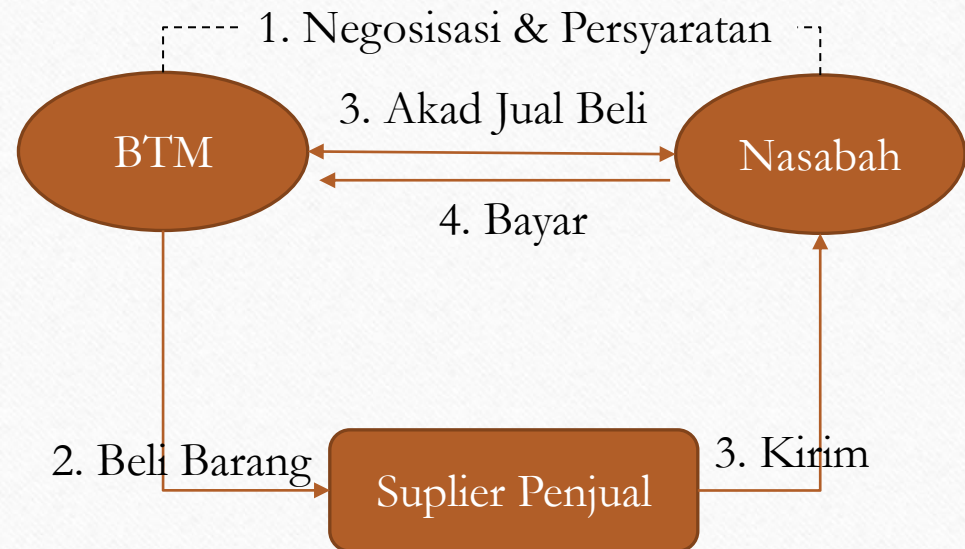 1. Negosisasi & Persyaratan
3. Akad Jual Beli
BTM
Nasabah
4. Bayar
2. Beli Barang
3. Kirim
Suplier Penjual